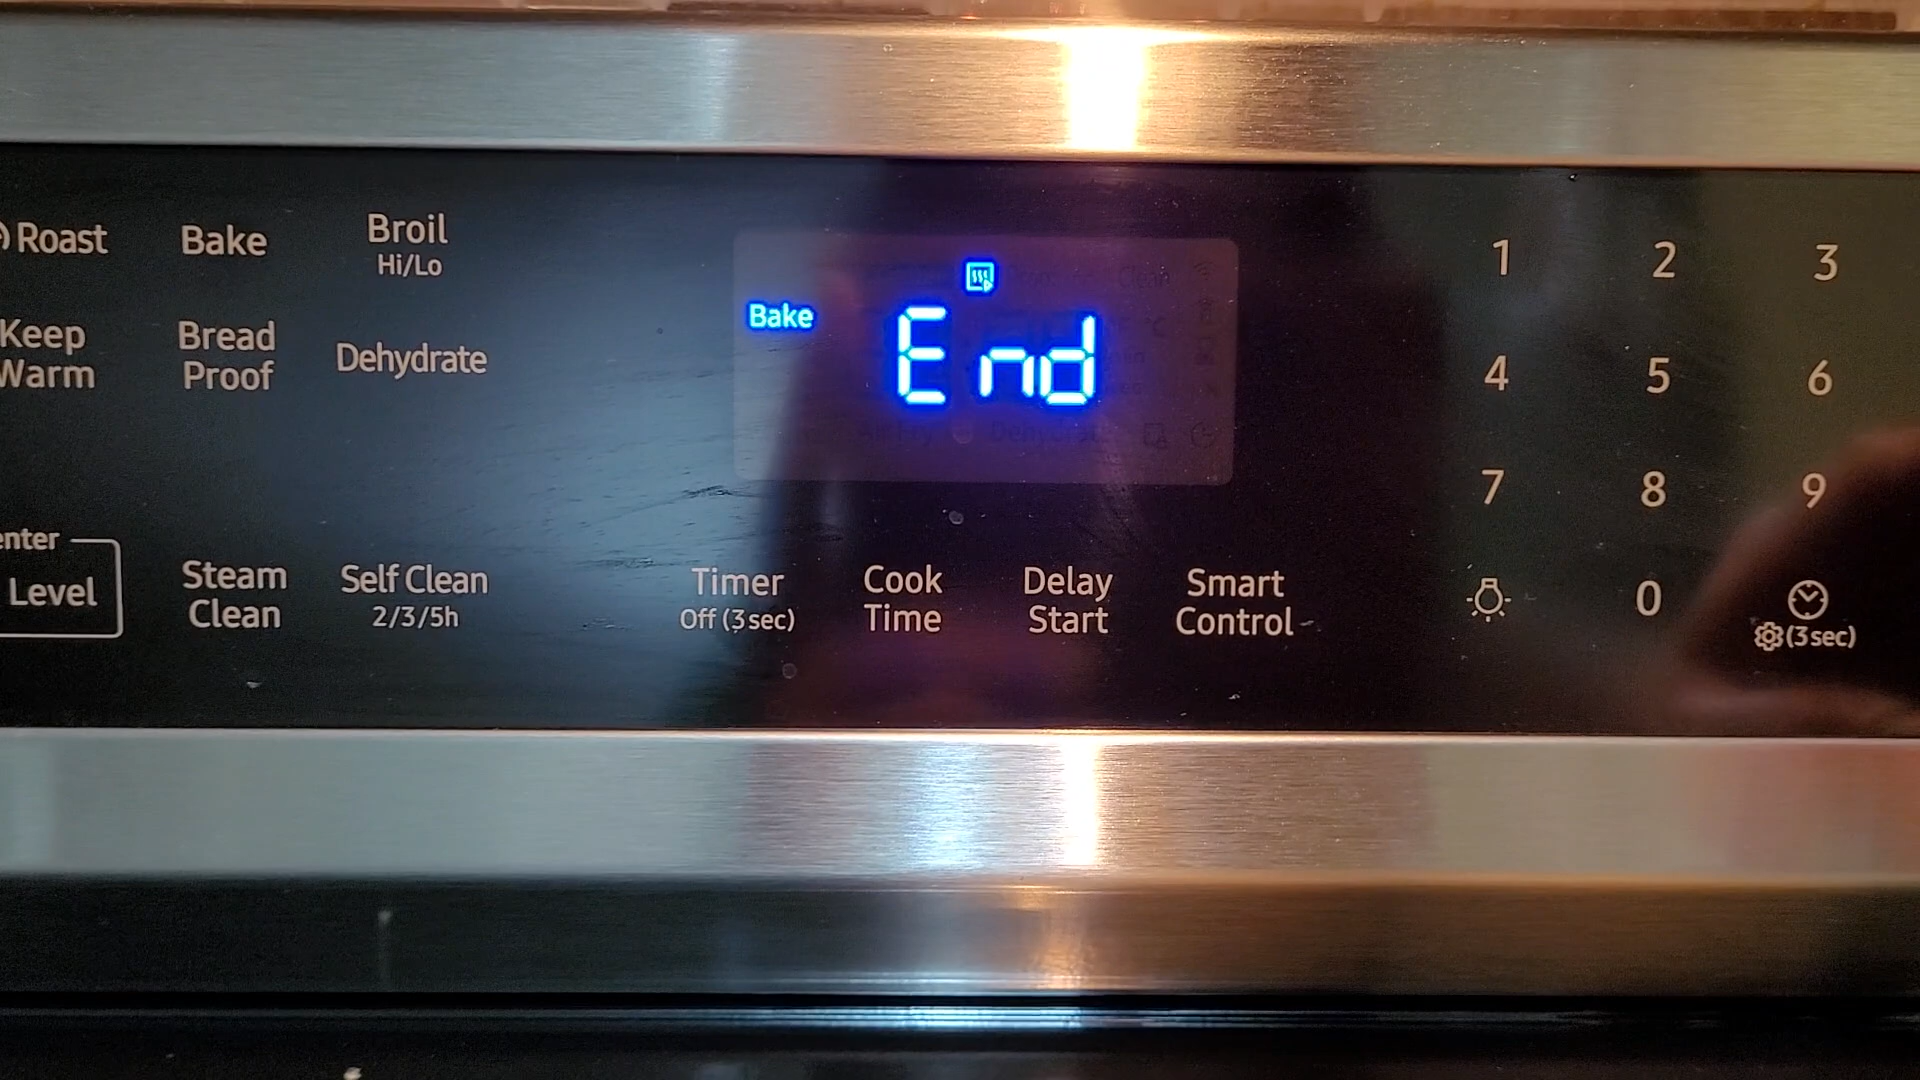 Roast
Bake
Broil
Hi/Lo
Keep
Warm
Bread
Proof
Dehydrate
Level
Steam
Clean
Self Clean
2/3/5h
Bake
End
Timer
Off (3 sec)
Cook
Time
Delay
Start
Smart
Control
1
2
3
4
5
6
7
8
9
0
(3 sec)